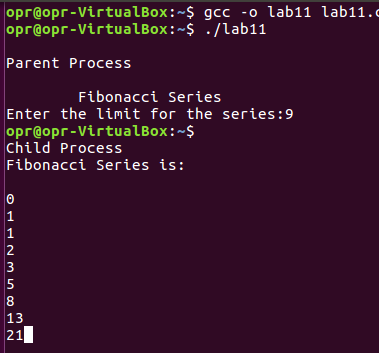 opr@opr-VirtualBox:~$ gcc -o lab11 lab11.
opr@opr-VirtualBox:~$ ./lab11
Parent Process
Fibonacci Series
Enter the limit for the series:9
opr@opr-VirtualBox:~$
Child Process
Fibonacci Series is:
0
1
1
2
3
5
8
13
21